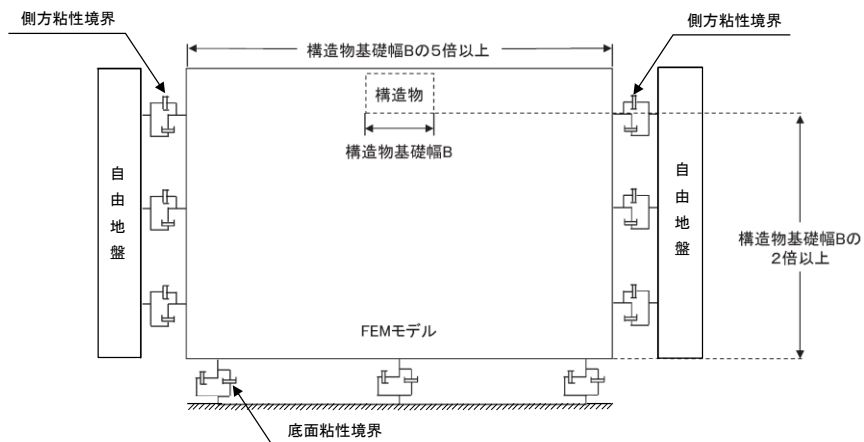 側方粘性境界
側方粘性境界
構造物基礎幅Bの5倍以上
構造物
構造物基礎幅B
自由地盤
自由地盤
構造物基礎幅Bの
2倍以上
FEMモデル
底面粘性境界